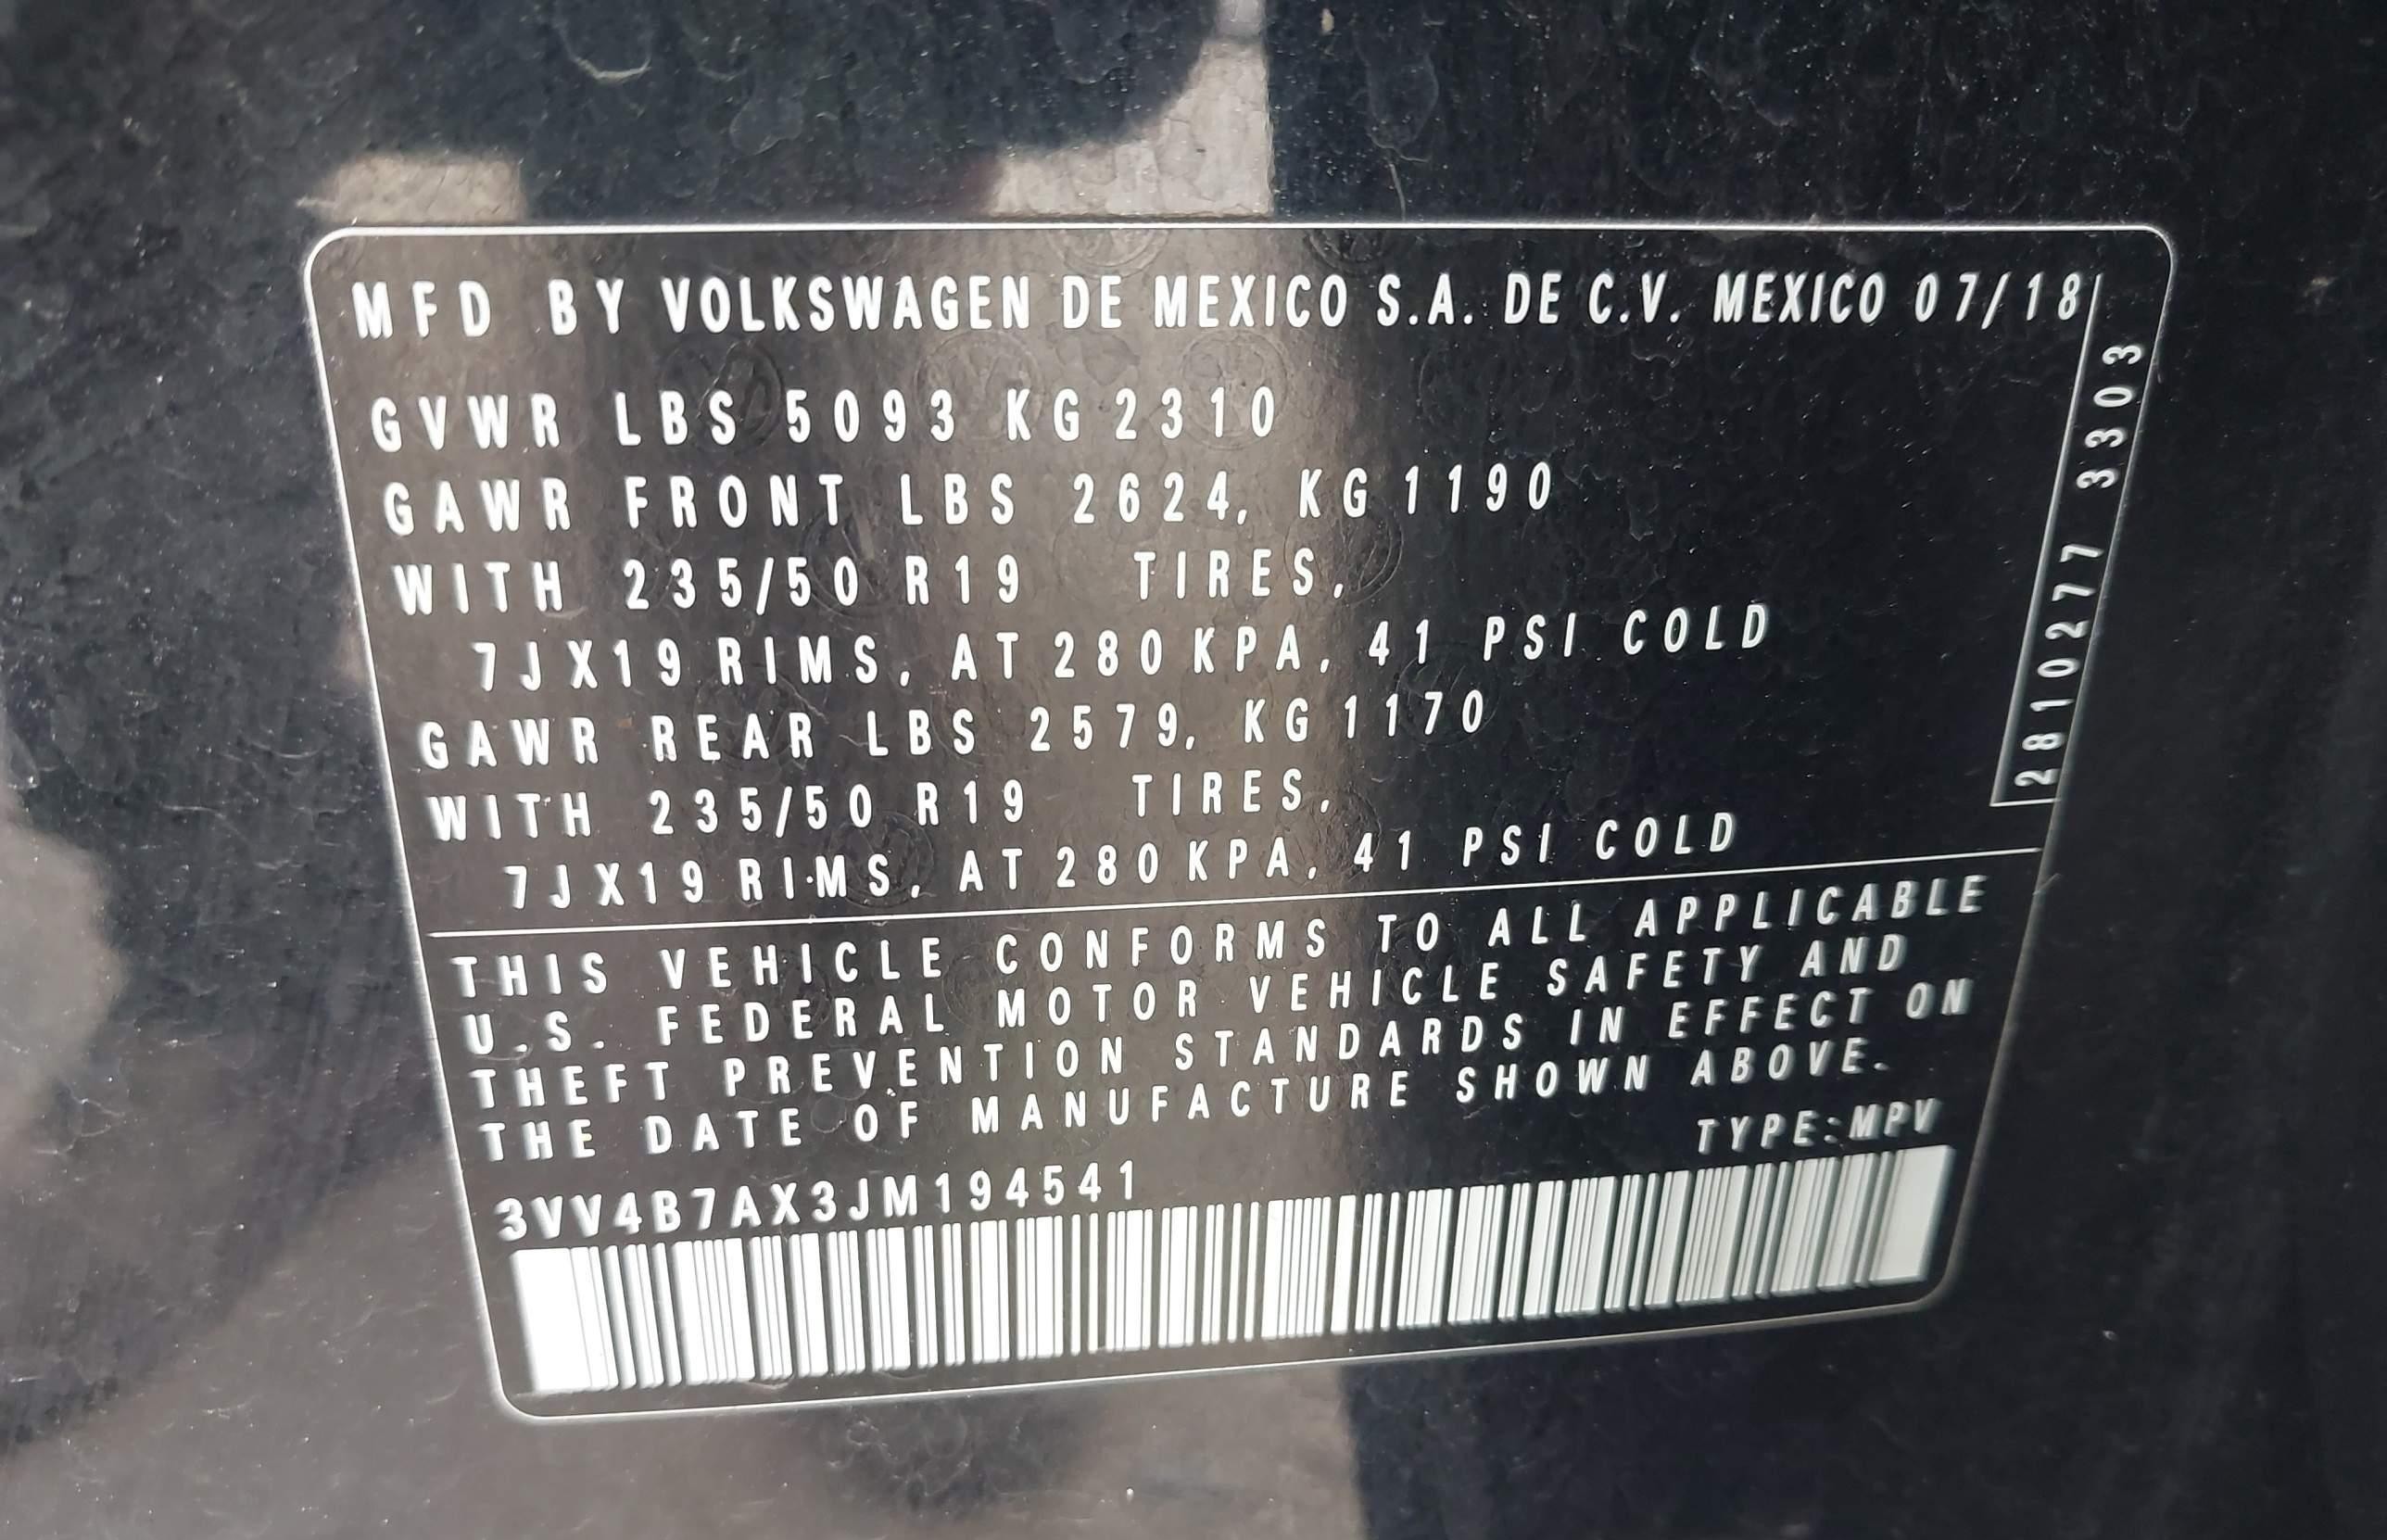 MFD BY VOLKSWAGEN DE MEXICO S.A. DE C.V. MEXICO 07/18
GVWR LBS 5093 KG 2310
GAWR FRONT LBS 2624, KG 1190
WITH 235/50 R19 TIRES,
7JX19 RIMS, AT 280 KPA, 41 PSI COLD
GAWR REAR LBS 2579, KG 1170
WITH 235/50 R19 TIRES,
7JX19 RIMS, AT 280 KPA, 41 PSI COLD
2810277 3303
THIS VEHICLE CONFORMS TO ALL APPLICABLE
U.S. FEDERAL MOTOR VEHICLE SAFETY AND
THEFT PREVENTION STANDARDS IN EFFECT ON
THE DATE OF MANUFACTURE SHOWN ABOVE.
TYPE:MPV
3VV4B7AX3JM194541